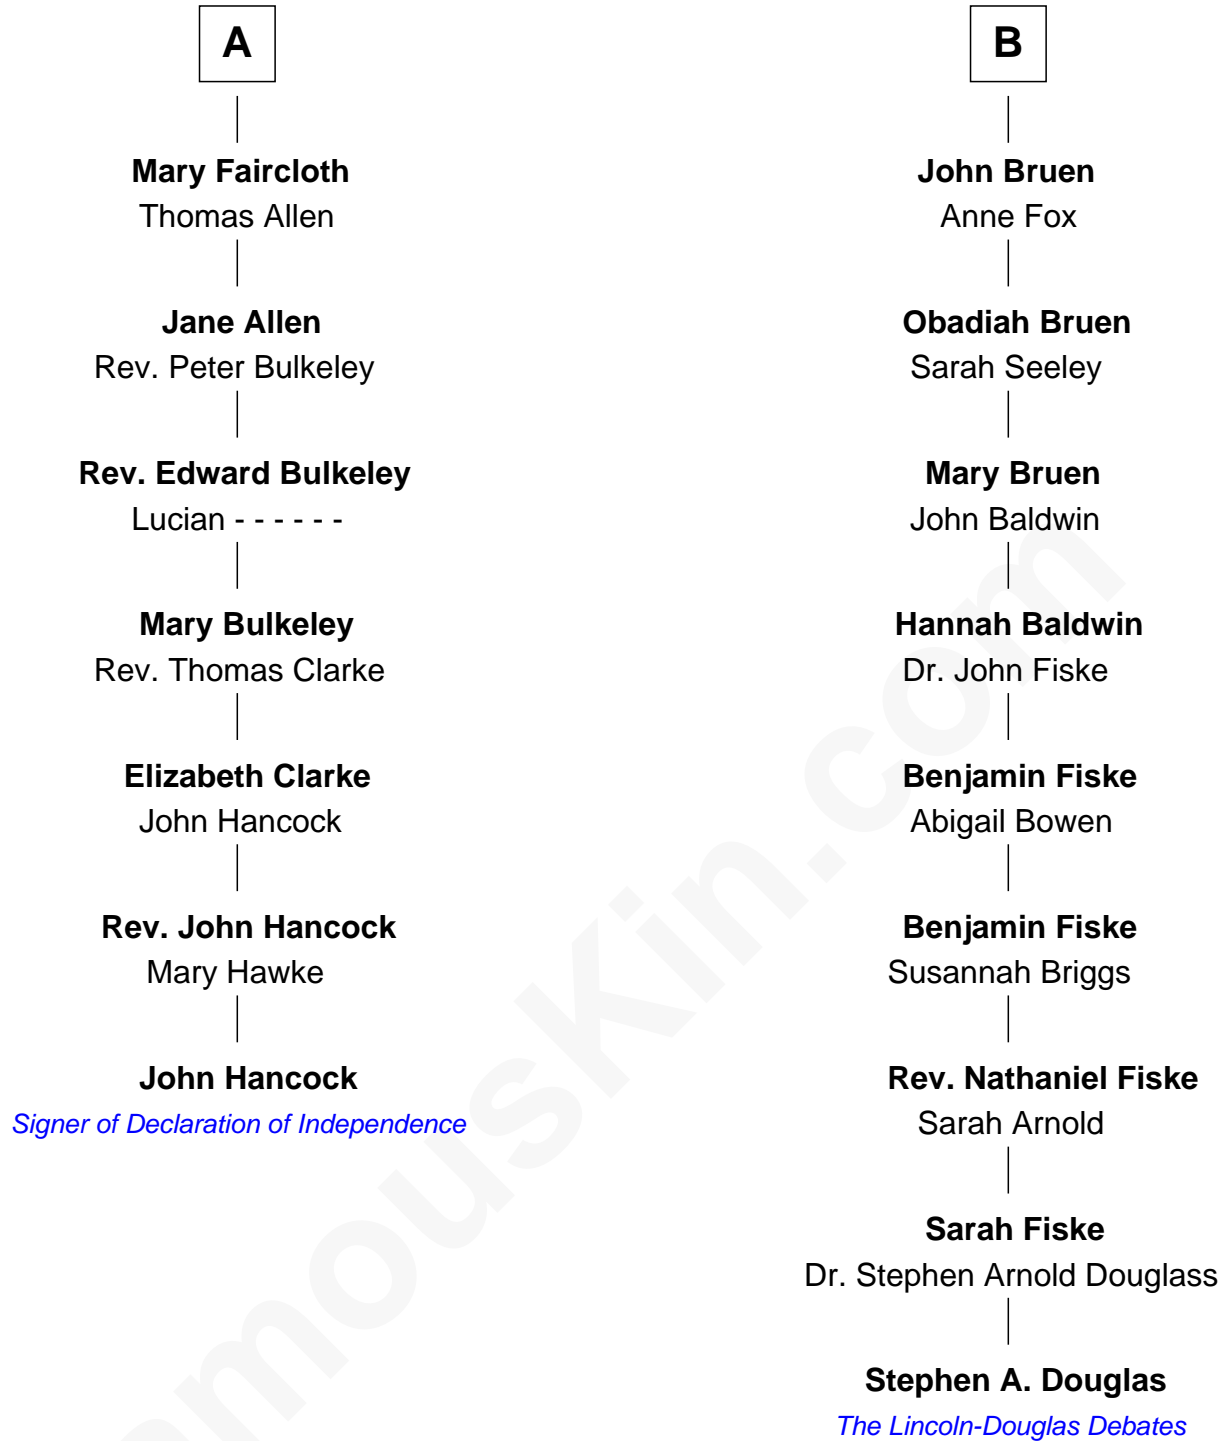 A
Mary Faircloth
Thomas Allen
Jane Allen
Rev. Peter Bulkeley
Rev. Edward Bulkeley
Lucian - - - - - -
Mary Bulkeley
Rev. Thomas Clarke
Elizabeth Clarke
John Hancock
Rev. John Hancock
Mary Hawke
John Hancock
Signer of Declaration of Independence
B
John Bruen
Anne Fox
Obadiah Bruen
Sarah Seeley
Mary Bruen
John Baldwin
Hannah Baldwin
Dr. John Fiske
Benjamin Fiske
Abigail Bowen
Benjamin Fiske
Susannah Briggs
Rev. Nathaniel Fiske
Sarah Arnold
Sarah Fiske
Dr. Stephen Arnold Douglass
Stephen A. Douglas
The Lincoln-Douglas Debates
amousKin.com